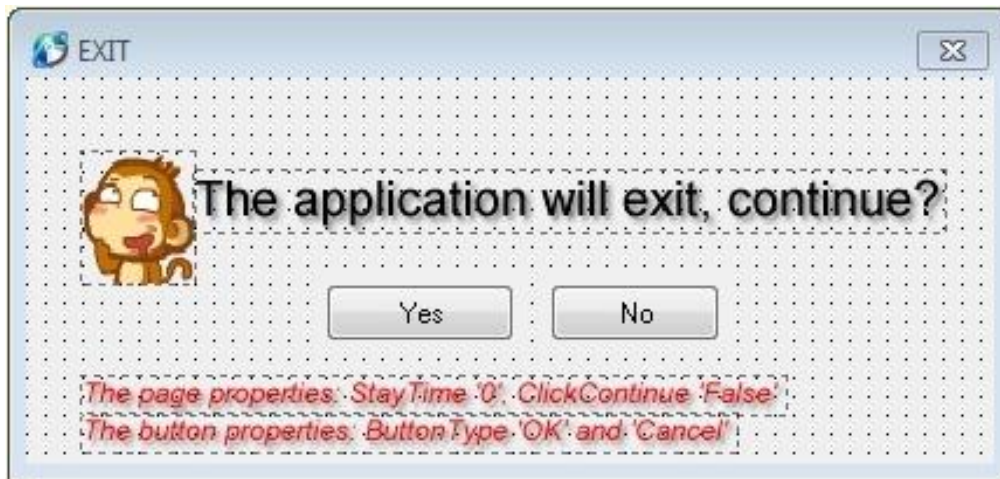 EXIT
The application will exit, continue?
Yes No
The page properties: StayTime '0', ClickContinue 'False'
The button properties: ButtonType 'OK' and 'Cancel'